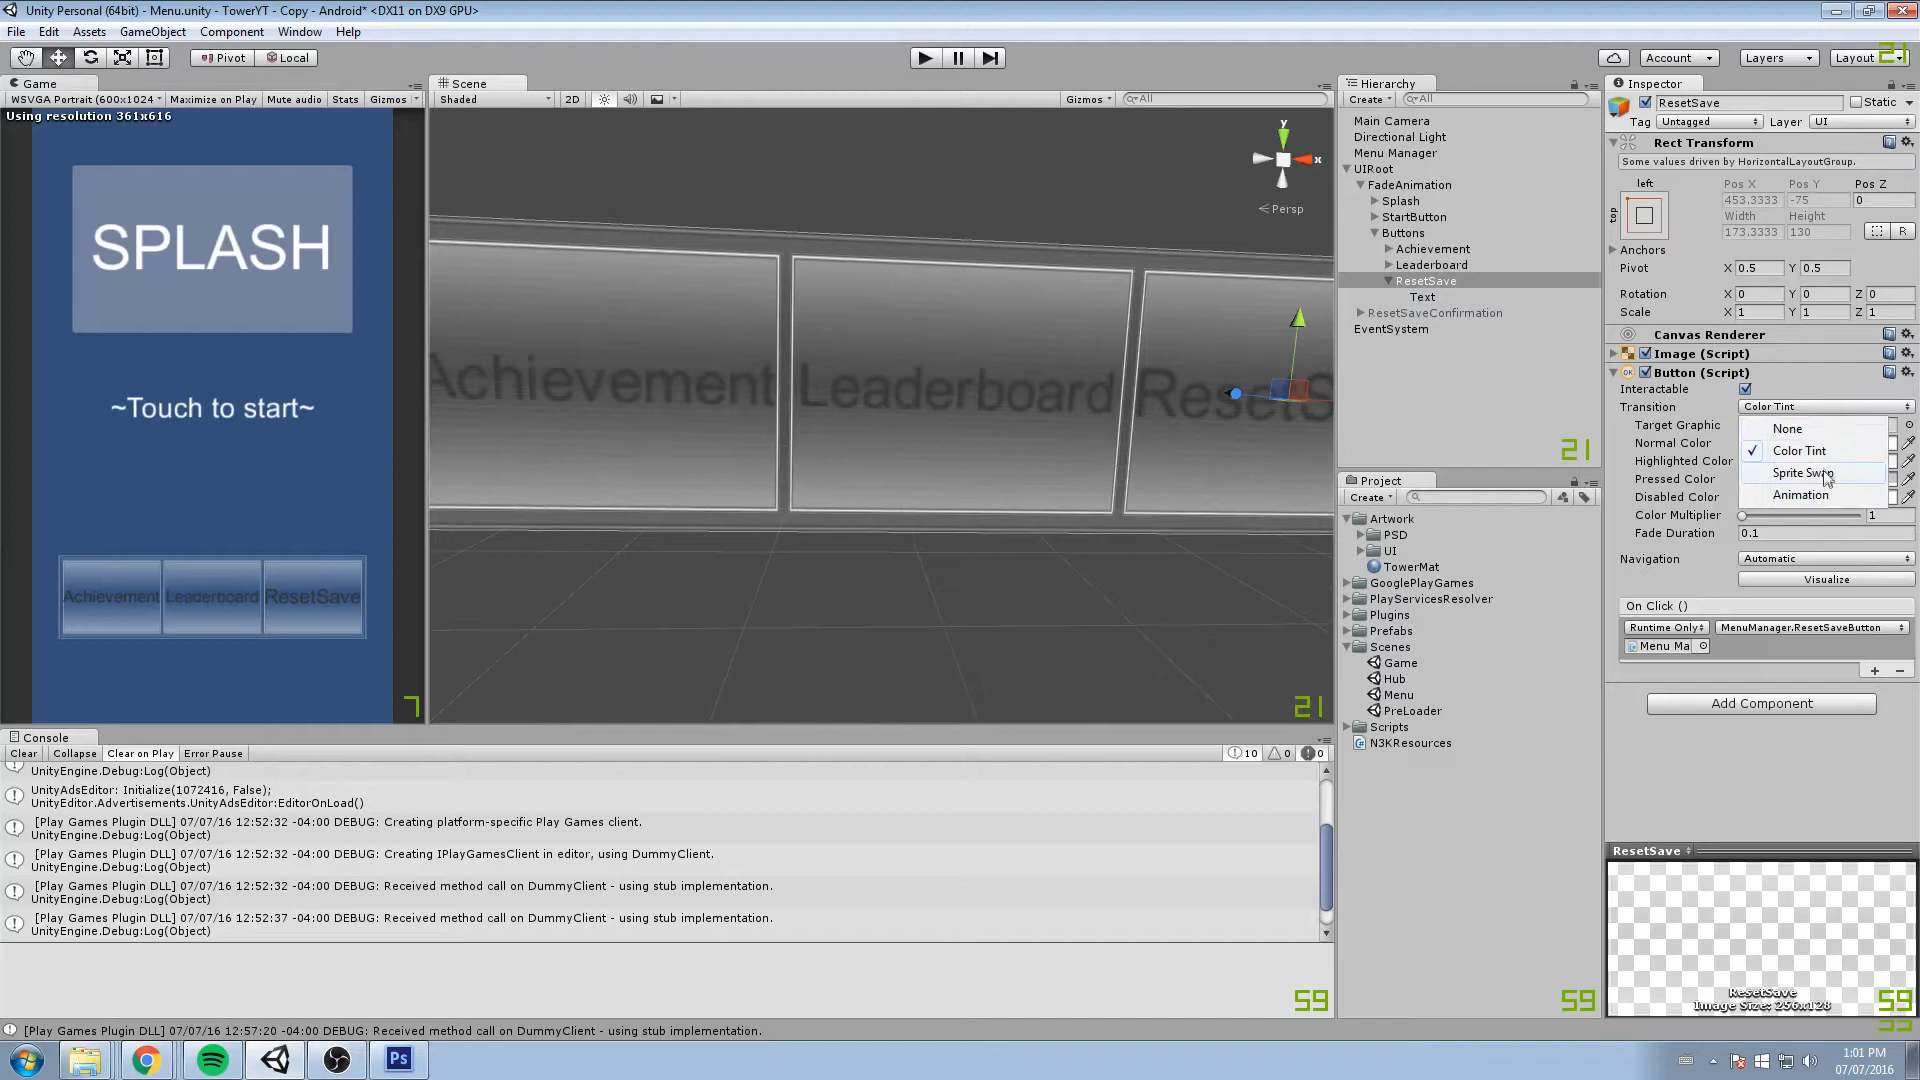 Unity Personal (64bit) - Menu.unity - TowerYT - Copy - Android* <DX11 on DX9 GPU>
File Edit Assets GameObject Component Window Help
Pivot Local Account Layers Layout
21
Game
WSVGA Portrait (600x1024 Maximize on Play Mute audio Stats Gizmos
Using resolution 361x616
SPLASH
~Touch to start~
Achievement Leaderboard ResetSave
7
Scene
Shaded 2D Gizmos All
y
x
Persp
Achievement Leaderboard ResetS
21
Hierarchy
Create All
Main Camera
Directional Light
Menu Manager
UIRoot
FadeAnimation
Splash
StartButton
Buttons
Achievement
Leaderboard
ResetSave
Text
ResetSaveConfirmation
EventSystem
21
Project
Create
Artwork
PSD
UI
TowerMat
GooglePlayGames
PlayServicesResolver
Plugins
Prefabs
Scenes
Game
Hub
Menu
PreLoader
Scripts
N3KResources
59
Inspector
ResetSave Static
Tag Untagged Layer UI
Rect Transform
Some values driven by HorizontalLayoutGroup.
left Pos X Pos Y Pos Z
top 453.3333 -75 0
Width Height
173.3333 130 R
Anchors
Pivot X 0.5 Y 0.5
Rotation X 0 Y 0 Z 0
Scale X 1 Y 1 Z 1
Canvas Renderer
Image (Script)
OK Button (Script)
Interactable
Transition Color Tint
None
Color Tint
Sprite Swap
Animation
Target Graphic
Normal Color
Highlighted Color
Pressed Color
Disabled Color
Color Multiplier 1
Fade Duration 0.1
Navigation Automatic
Visualize
On Click ()
Runtime Only MenuManager.ResetSaveButton
Menu Ma
+ −
Add Component
ResetSave
ResetSave
Image Size: 256x128
59
Console
Clear Collapse Clear on Play Error Pause 10 0 0
UnityEngine.Debug:Log(Object)
UnityAdsEditor: Initialize(1072416, False);
UnityEditor.Advertisements.UnityAdsEditor:EditorOnLoad()
[Play Games Plugin DLL] 07/07/16 12:52:32 -04:00 DEBUG: Creating platform-specific Play Games client.
UnityEngine.Debug:Log(Object)
[Play Games Plugin DLL] 07/07/16 12:52:32 -04:00 DEBUG: Creating IPlayGamesClient in editor, using DummyClient.
UnityEngine.Debug:Log(Object)
[Play Games Plugin DLL] 07/07/16 12:52:32 -04:00 DEBUG: Received method call on DummyClient - using stub implementation.
UnityEngine.Debug:Log(Object)
[Play Games Plugin DLL] 07/07/16 12:52:37 -04:00 DEBUG: Received method call on DummyClient - using stub implementation.
UnityEngine.Debug:Log(Object)
59
[Play Games Plugin DLL] 07/07/16 12:57:20 -04:00 DEBUG: Received method call on DummyClient - using stub implementation.
Ps
1:01 PM
07/07/2016